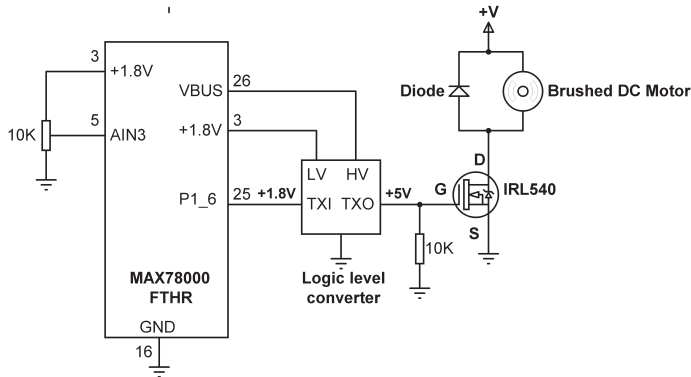 +V
3
+1.8V
26
VBUS
Diode
Brushed DC Motor
10K
5
AIN3
+1.8V
3
D
LV HV
G
IRL540
P1_6
25
+1.8V
TXI TXO
+5V
S
10K
MAX78000
FTHR
Logic level
converter
GND
16